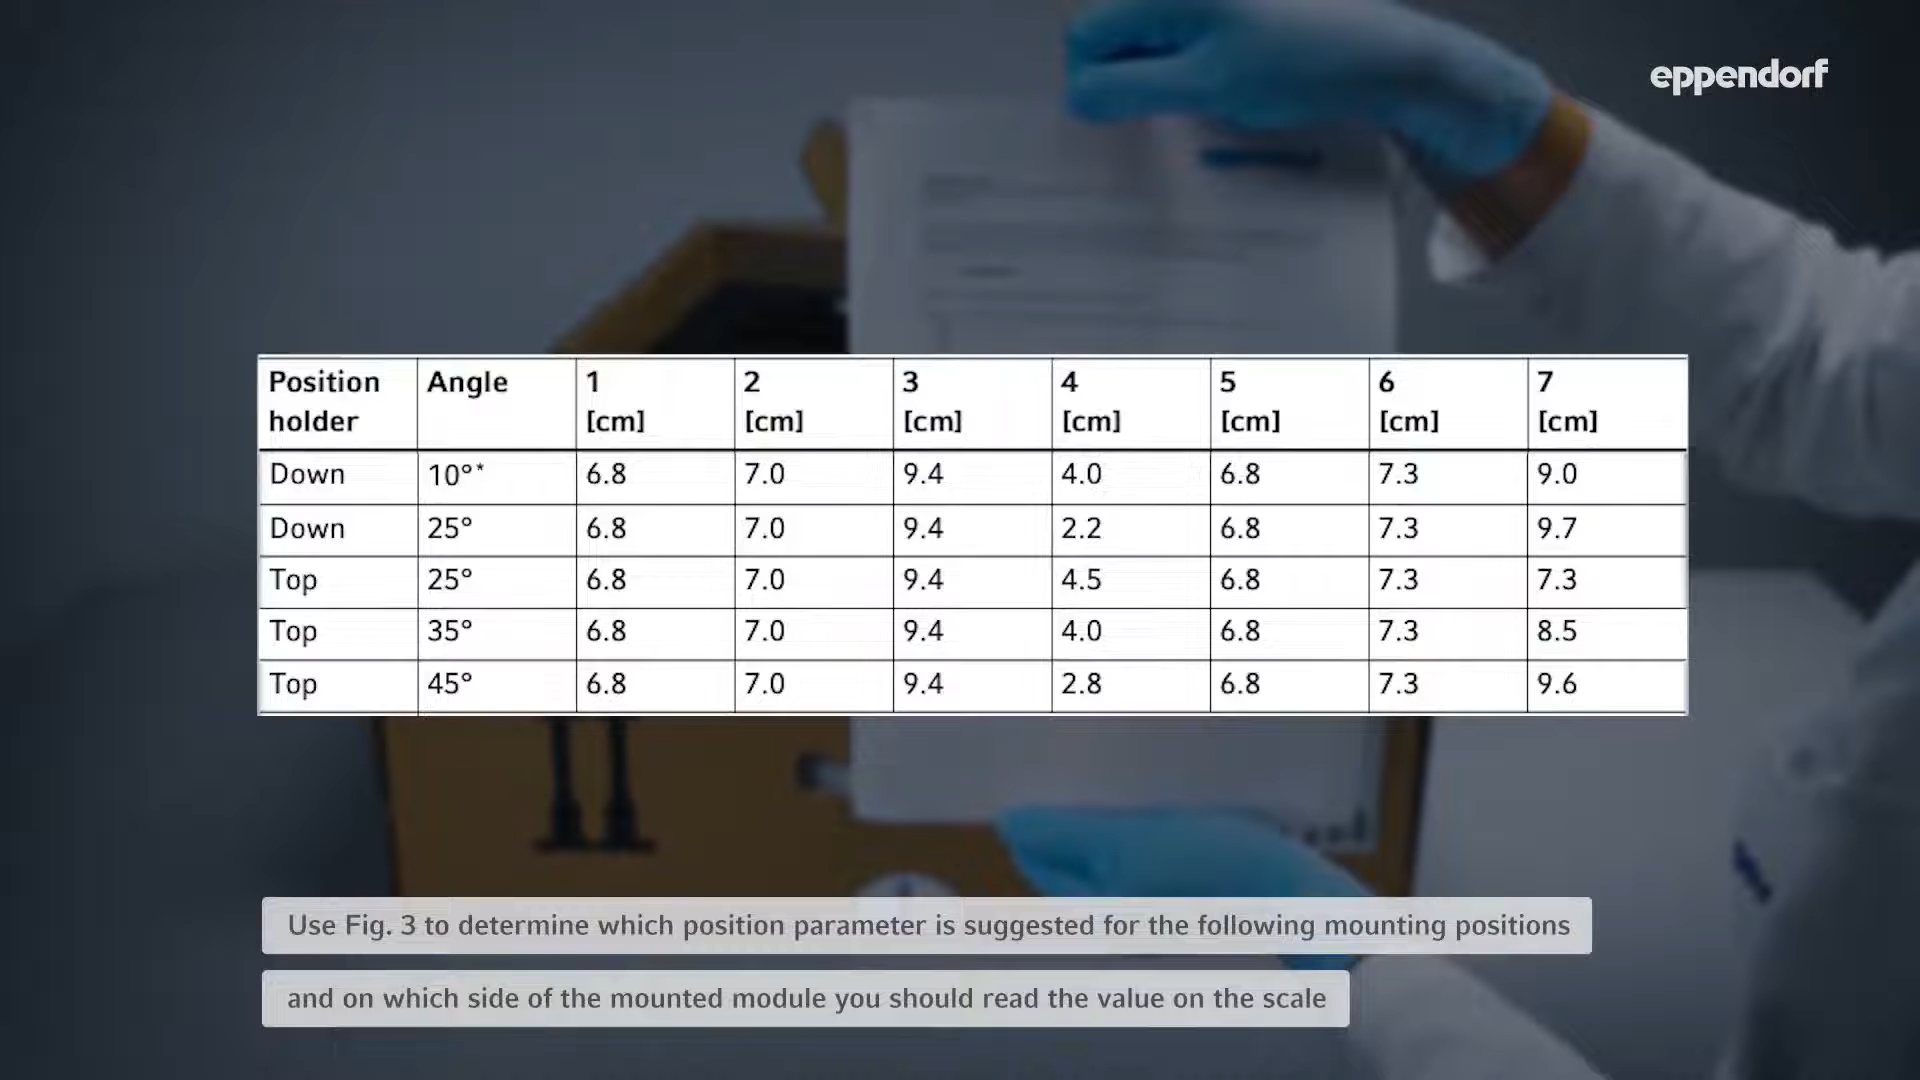 eppendorf
Position holder Angle 1 [cm] 2 [cm] 3 [cm] 4 [cm] 5 [cm] 6 [cm] 7 [cm]
Down 10°* 6.8 7.0 9.4 4.0 6.8 7.3 9.0
Down 25° 6.8 7.0 9.4 2.2 6.8 7.3 9.7
Top 25° 6.8 7.0 9.4 4.5 6.8 7.3 7.3
Top 35° 6.8 7.0 9.4 4.0 6.8 7.3 8.5
Top 45° 6.8 7.0 9.4 2.8 6.8 7.3 9.6
Use Fig. 3 to determine which position parameter is suggested for the following mounting positions
and on which side of the mounted module you should read the value on the scale